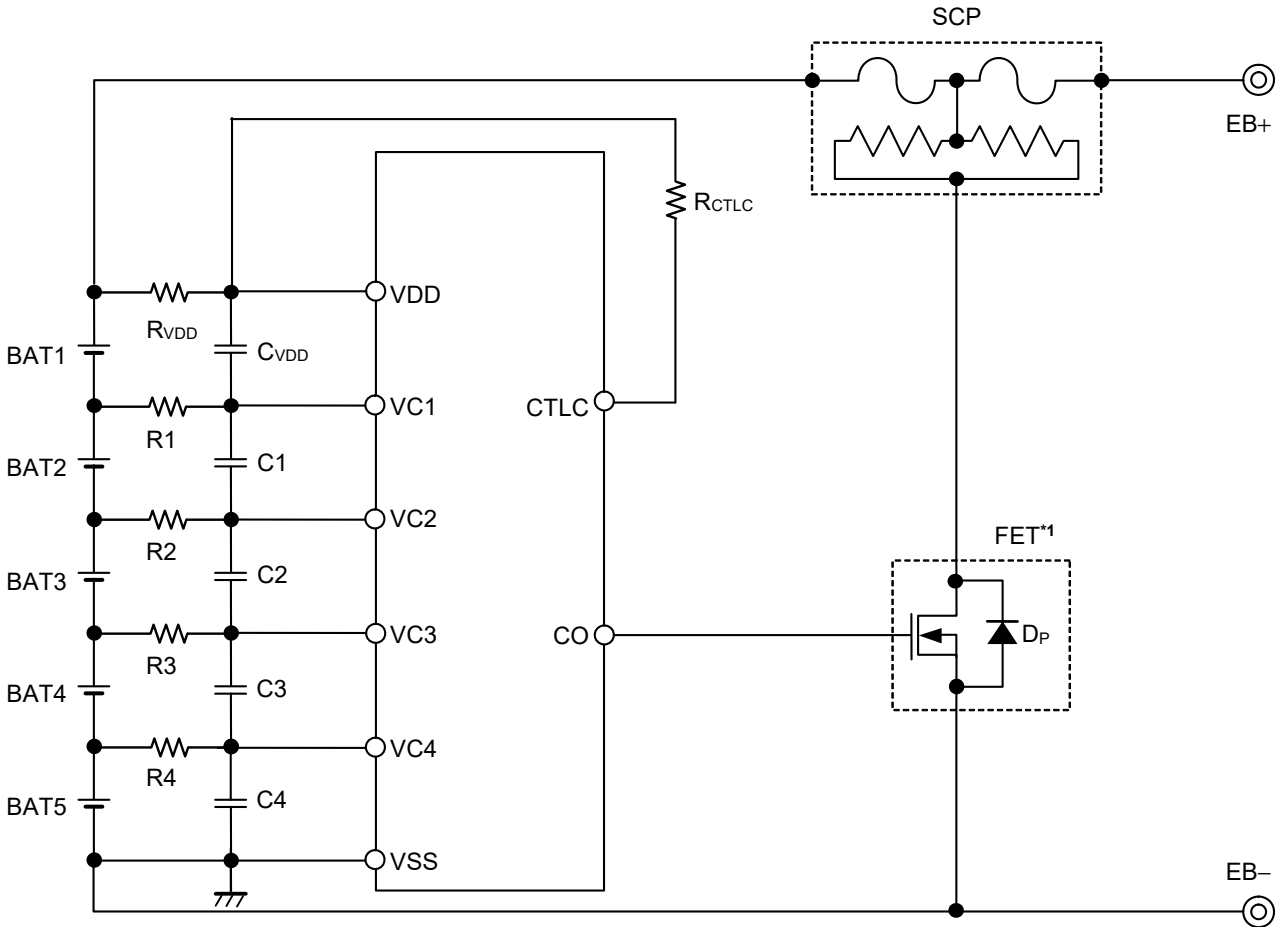 SCP
EB+
RCTLC
VDD
RVDD
BAT1
CVDD
VC1
CTLC
R1
BAT2
C1
VC2
R2
FET*1
BAT3
C2
VC3
CO
DP
R3
BAT4
C3
VC4
R4
BAT5
C4
VSS
EB−